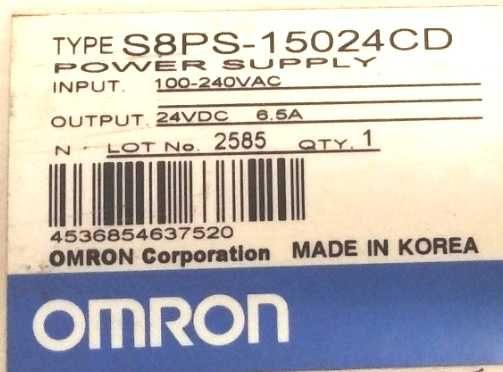 TYPE S8PS-15024CD
POWER SUPPLY
INPUT. 100-240VAC
OUTPUT. 24VDC 6.5A
N · LOT No. 2585 QTY. 1
4536854637520
OMRON Corporation MADE IN KOREA
OMRON